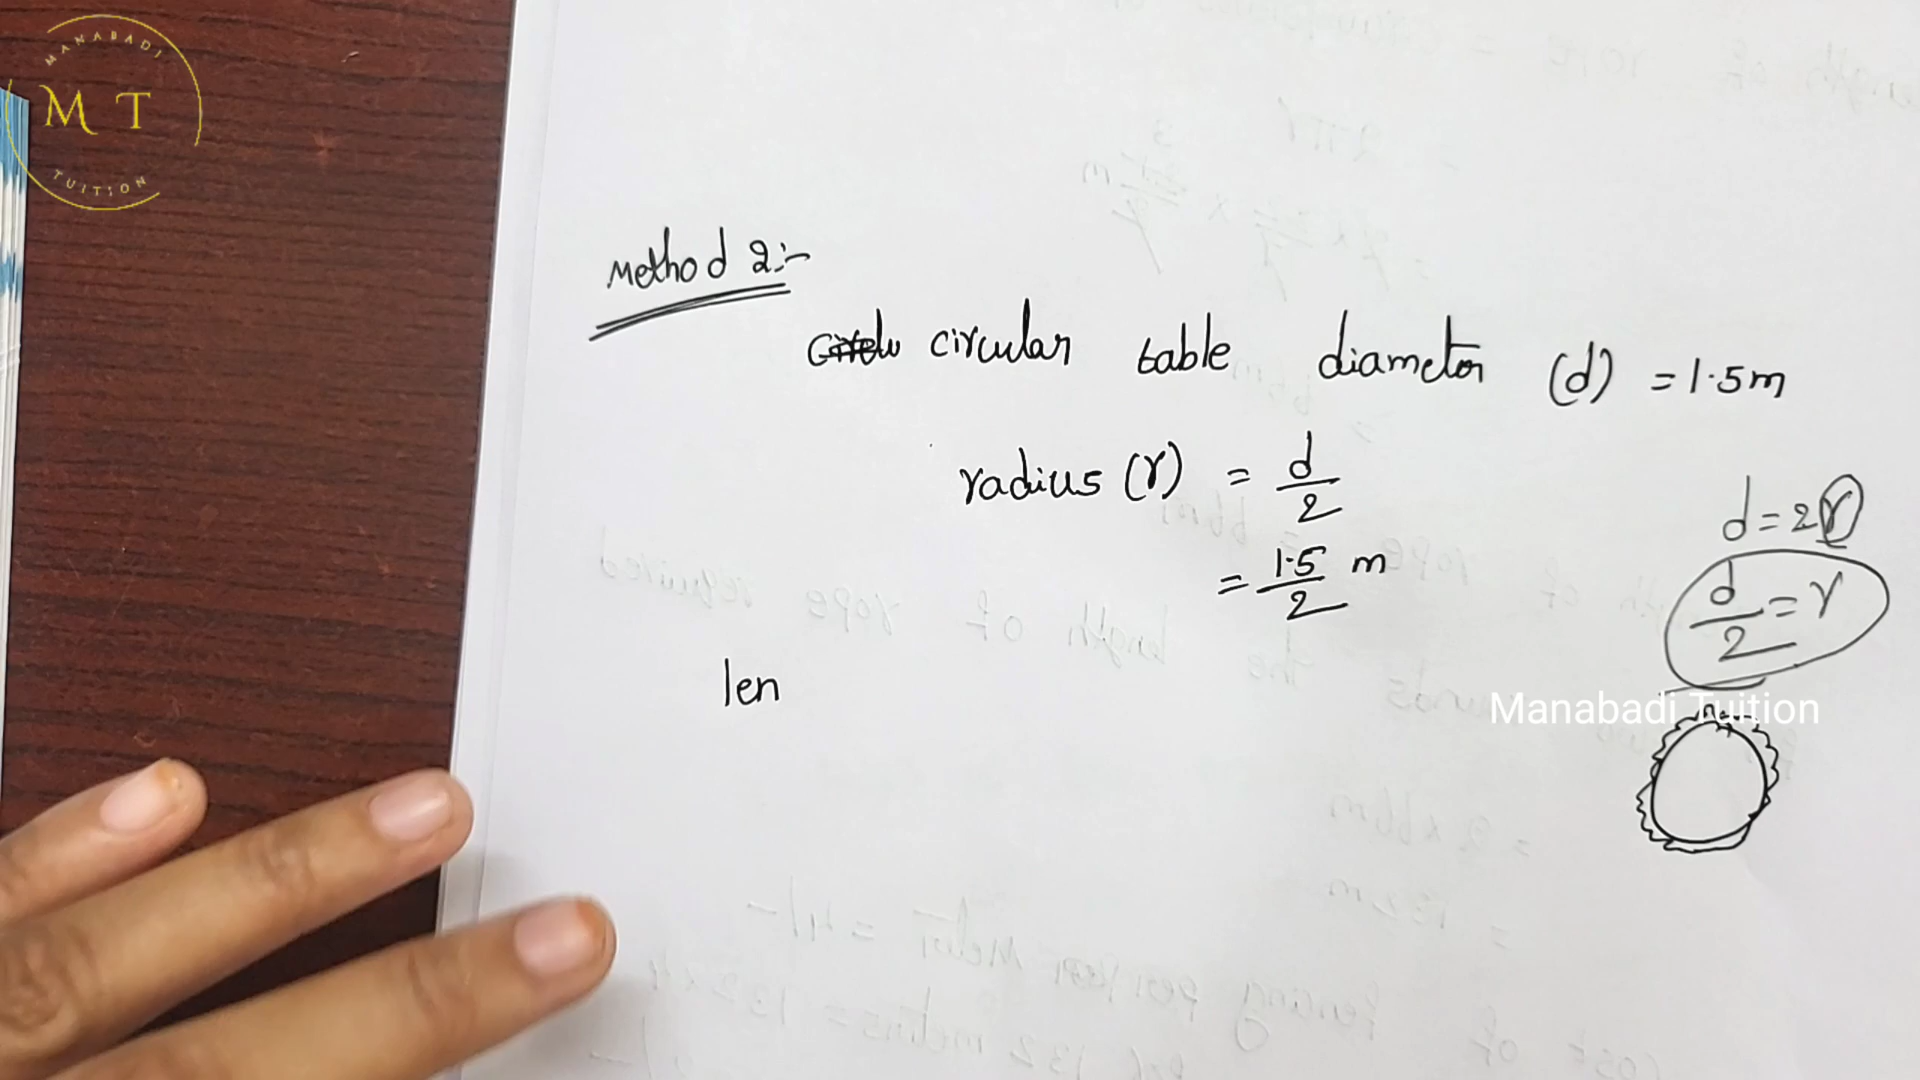 MANABADI
MT
TUITION
Method 2:-
circular table diameter (d) = 1.5m
radius (r) = d/2
= 1.5/2 m
d = 2r
d/2 = r
len
Manabadi Tuition